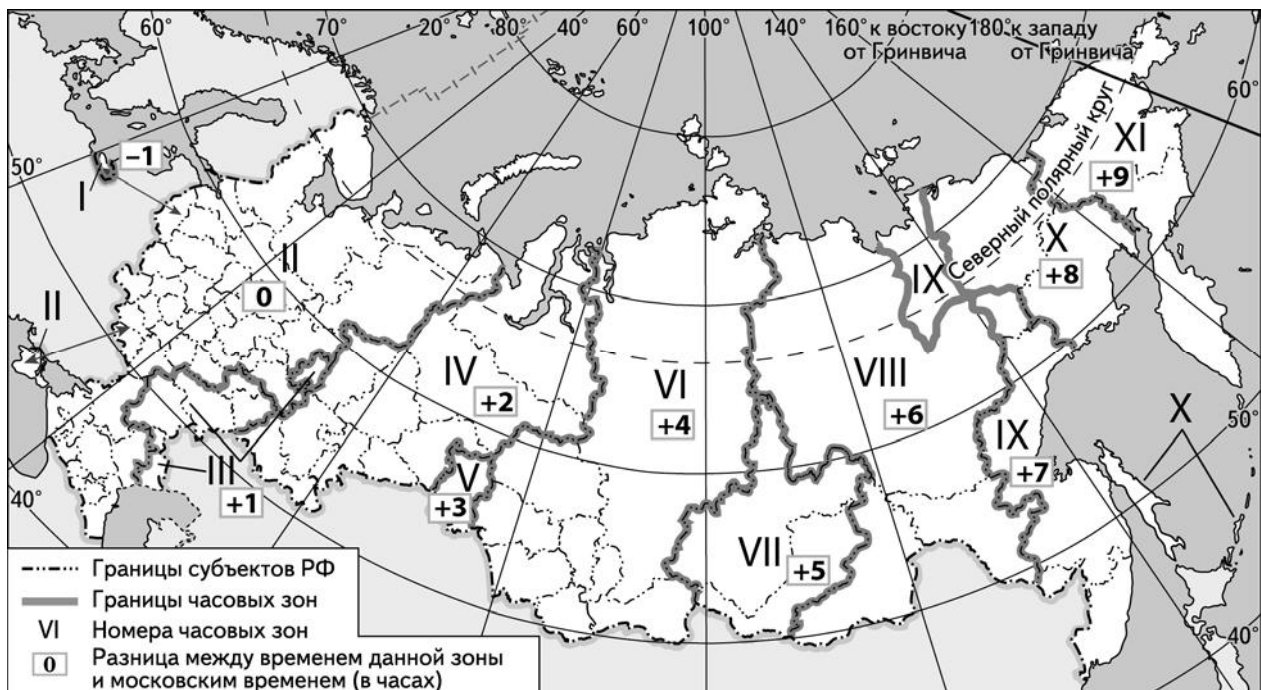 60° 70° 20° 40° 60° 80° 100° 120° 140° 160° к востоку 180° к западу
от Гринвича от Гринвича
60°
50°
–1
I
Северный полярный круг
XI
+9
II
0
X
+8
IX
II
IV
+2
VI
+4
VIII
+6
X
50°
IX
+7
V
+3
III
+1
40°
VII
+5
40°
Границы субъектов РФ
Границы часовых зон
VI Номера часовых зон
0 Разница между временем данной зоны
и московским временем (в часах)